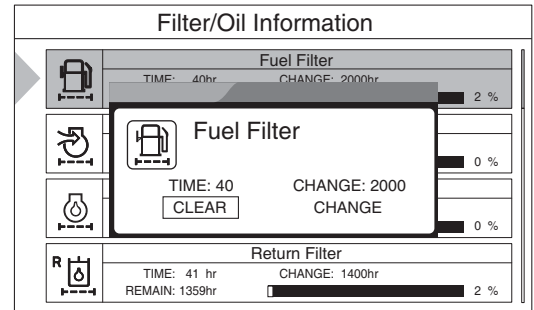 Filter/Oil Information
Fuel Filter
TIME: 40hr CHANGE: 2000hr
2 %
Fuel Filter
0 %
TIME: 40 CHANGE: 2000
CLEAR CHANGE
0 %
R
Return Filter
TIME: 41 hr CHANGE: 1400hr
REMAIN: 1359hr 2 %